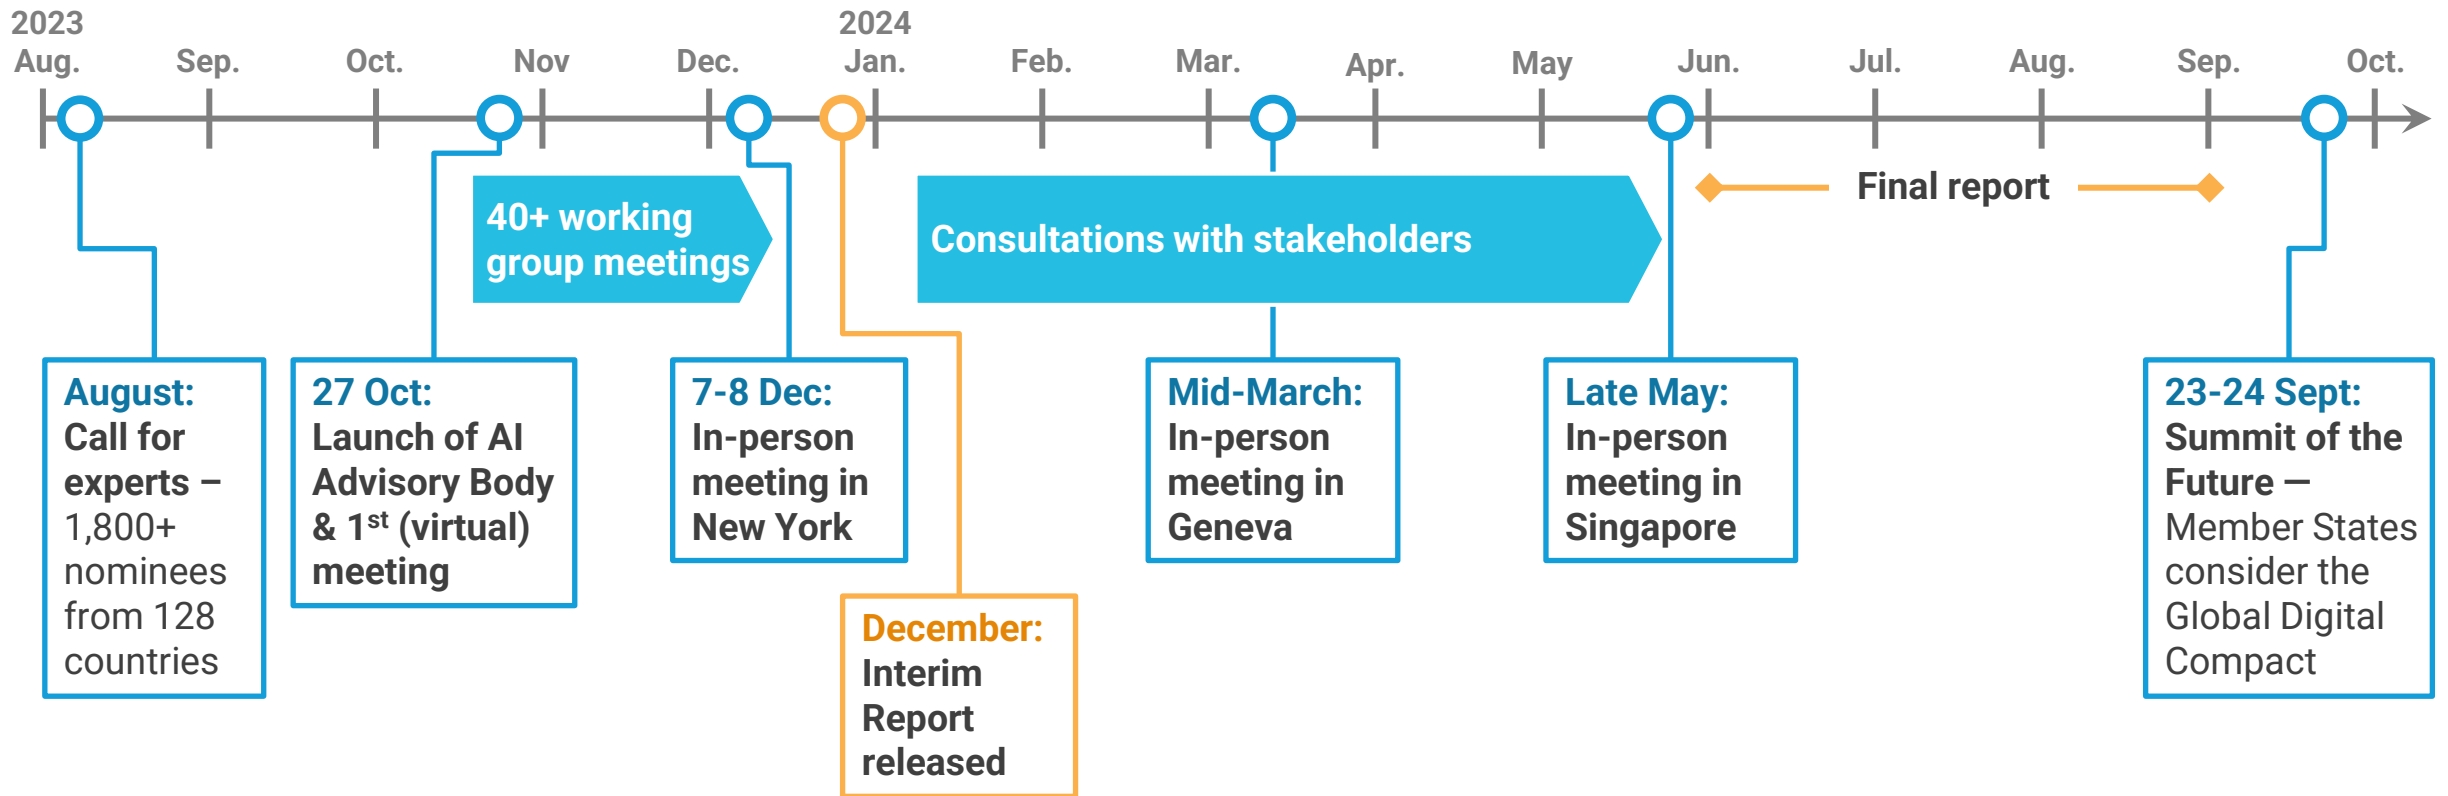 2023
2024
Aug.
Sep.
Oct.
Nov
Dec.
Jan.
Feb.
Mar.
Apr.
May
Jun.
Jul.
Aug.
Sep.
Oct.
40+ working
group meetings
Consultations with stakeholders
Final report
August:
Call for
experts –
1,800+
nominees
from 128
countries
27 Oct:
Launch of AI
Advisory Body
& 1st (virtual)
meeting
7-8 Dec:
In-person
meeting in
New York
December:
Interim
Report
released
Mid-March:
In-person
meeting in
Geneva
Late May:
In-person
meeting in
Singapore
23-24 Sept:
Summit of the
Future —
Member States
consider the
Global Digital
Compact